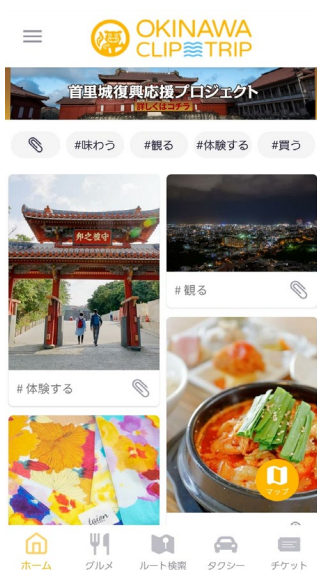 OKINAWA
CLIP TRIP
首里城復興応援プロジェクト
詳しくはコチラ
#味わう #観る #体験する #買う
守禮之邦
# 体験する
# 観る
マップ
ホーム グルメ ルート検索 タクシー チケット